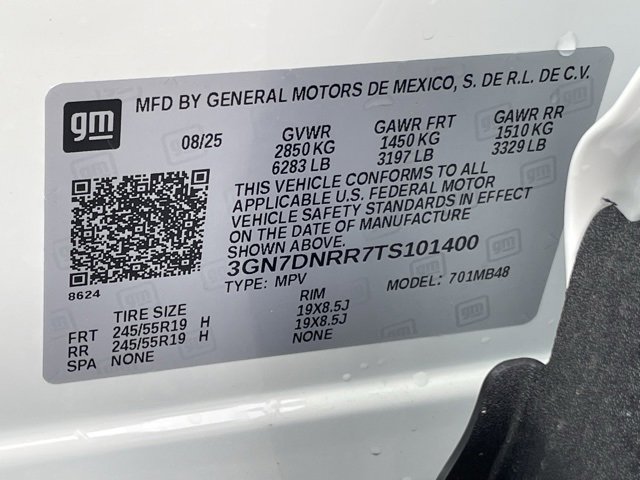 gm
MFD BY GENERAL MOTORS DE MEXICO, S. DE R.L. DE C.V.
08/25 GVWR GAWR FRT GAWR RR
2850 KG 1450 KG 1510 KG
6283 LB 3197 LB 3329 LB
THIS VEHICLE CONFORMS TO ALL
APPLICABLE U.S. FEDERAL MOTOR
VEHICLE SAFETY STANDARDS IN EFFECT
ON THE DATE OF MANUFACTURE
SHOWN ABOVE.
3GN7DNRR7TS101400
8624
TYPE: MPV MODEL: 701MB48
TIRE SIZE RIM
FRT 245/55R19 H 19X8.5J
RR 245/55R19 H 19X8.5J
SPA NONE NONE